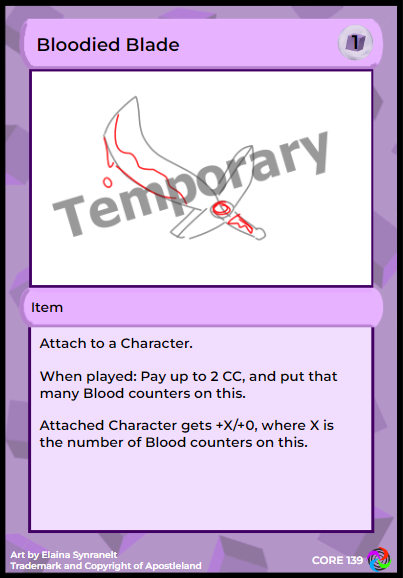 Bloodied Blade
1
Temporary
Item
Attach to a Character.
When played: Pay up to 2 CC, and put that
many Blood counters on this.
Attached Character gets +X/+0, where X is
the number of Blood counters on this.
Art by Elaina Synranelt
Trademark and Copyright of Apostleland
CORE 139